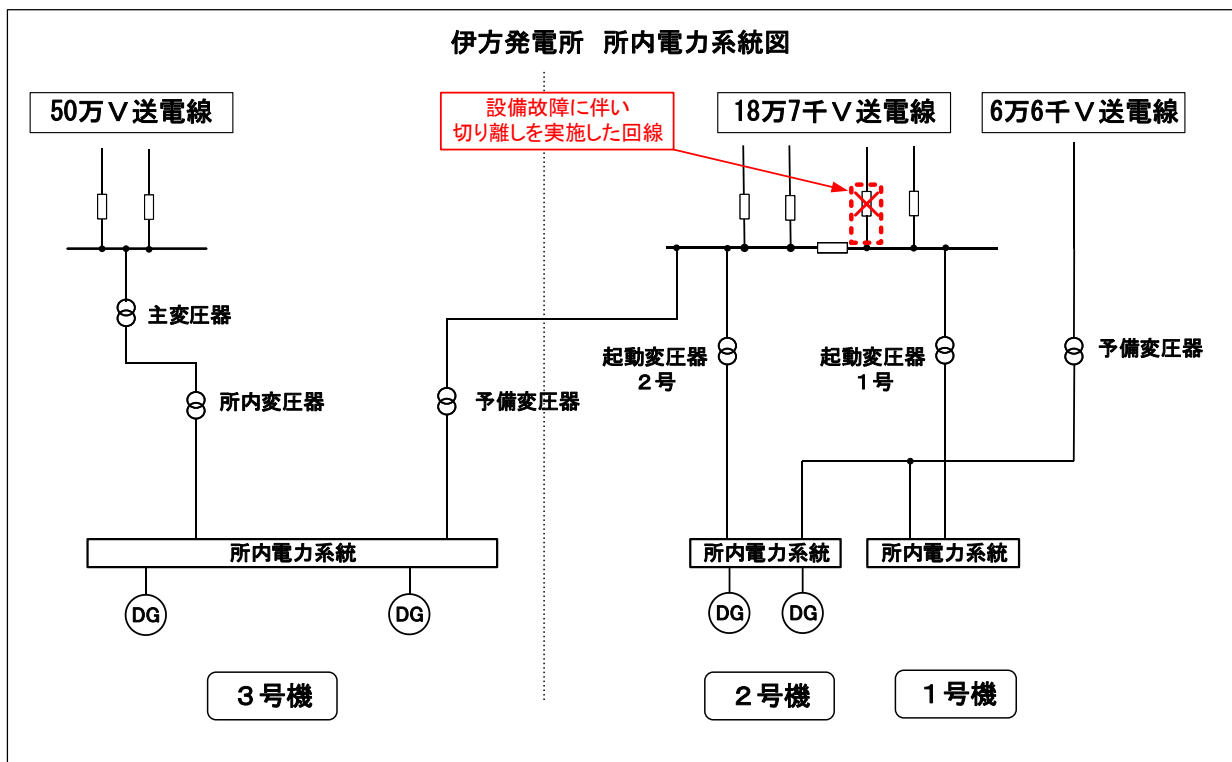 伊方発電所 所内電力系統図
50万V送電線
設備故障に伴い
切り離しを実施した回線
18万7千V送電線
6万6千V送電線
主変圧器
所内変圧器
予備変圧器
起動変圧器
2号
起動変圧器
1号
予備変圧器
所内電力系統
所内電力系統
所内電力系統
DG
DG
DG
DG
3号機
2号機
1号機